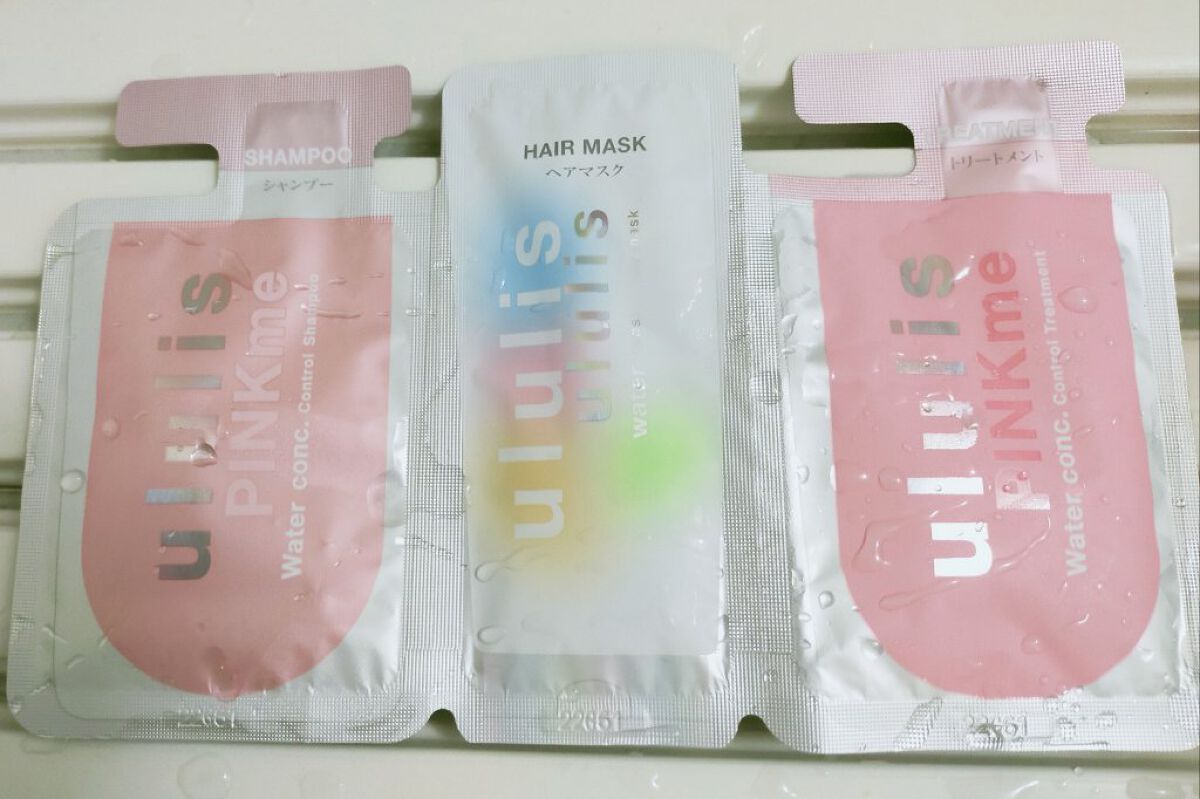 SHAMPOO
シャンプー
ululis
PINKme
Water conc. Control Shampoo
22661
HAIR MASK
ヘアマスク
ululis
ululis
water
mask
22661
TREATMENT
トリートメント
ululis
PINKme
Water conc. Control Treatment
22661